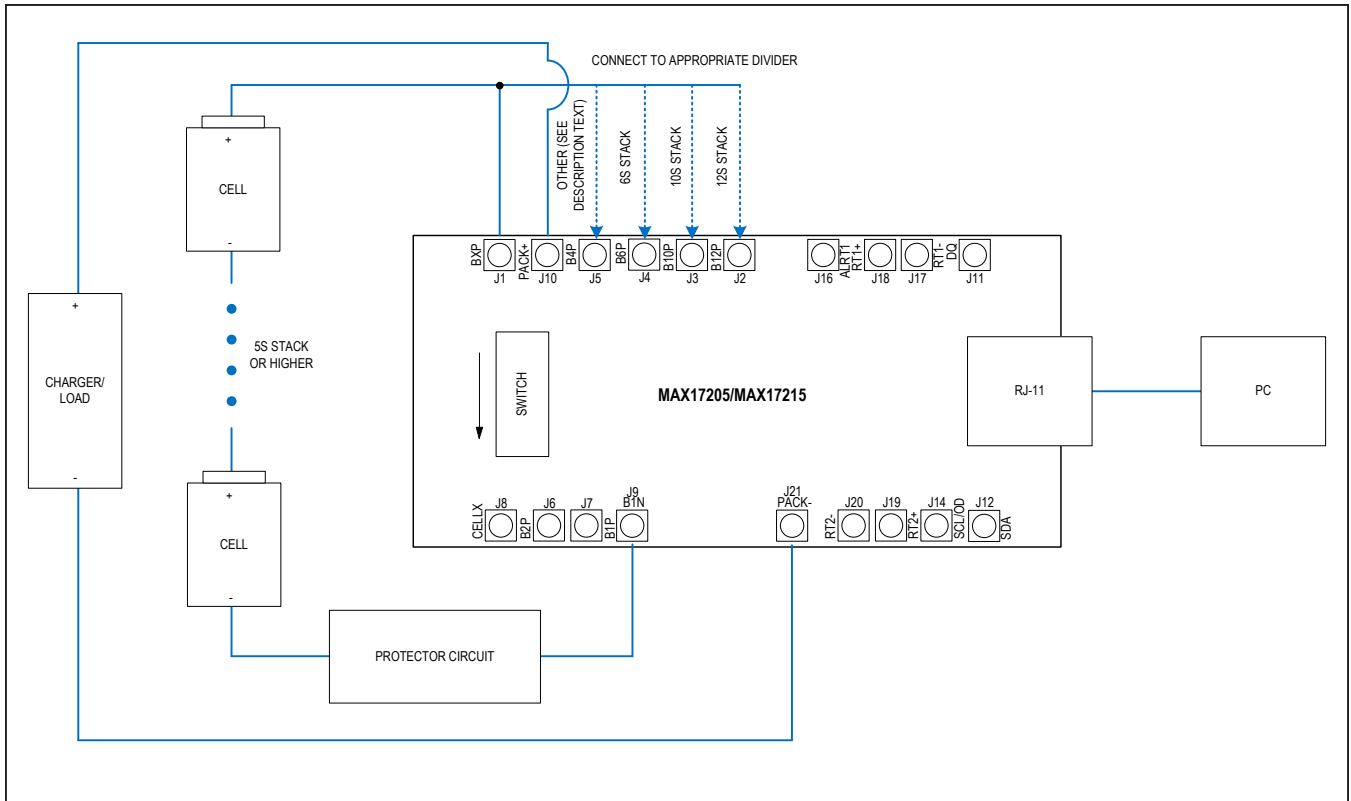 CONNECT TO APPROPRIATE DIVIDER
OTHER (SEE
DESCRIPTION TEXT)
6S STACK
10S STACK
12S STACK
+
CELL
-
BXP
J1
PACK+
J10
B4P
J5
B6P
J4
B10P
J3
B12P
J2
J16
ALRT1
RT1+
J18
J17
RT1-
DQ
J11
+
CHARGER/
LOAD
-
5S STACK
OR HIGHER
SWITCH
MAX17205/MAX17215
RJ-11
PC
+
CELL
-
CELLX
J8
B2P
J6
J7
B1P
J9
B1N
J21
PACK-
RT2-
J20
J19
RT2+
J14
SCL/OD
J12
SDA
PROTECTOR CIRCUIT